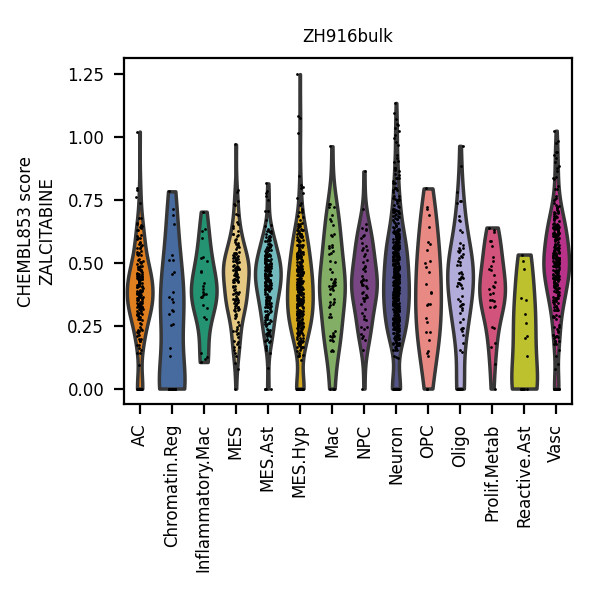 ZH916bulk
CHEMBL853 score
ZALCITABINE
1.25
1.00
0.75
0.50
0.25
0.00
AC
Chromatin.Reg
Inflammatory.Mac
MES
MES.Ast
MES.Hyp
Mac
NPC
Neuron
OPC
Oligo
Prolif.Metab
Reactive.Ast
Vasc